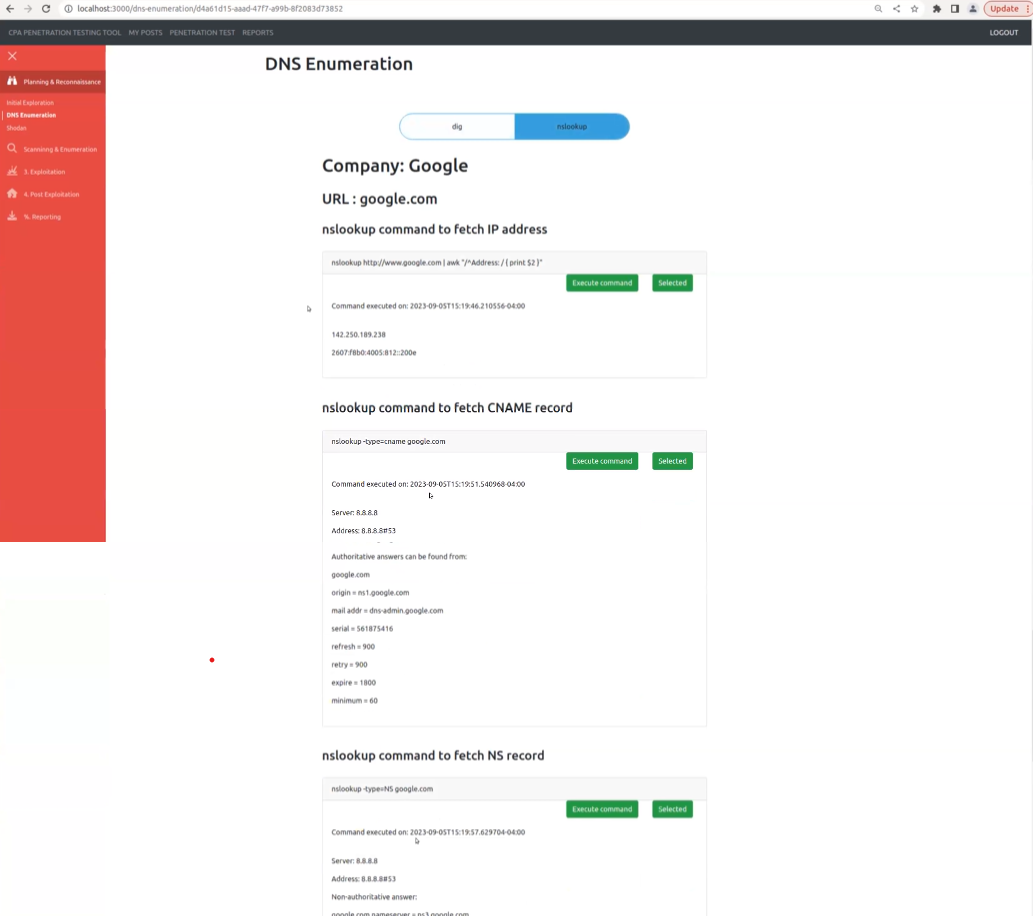 localhost:3000/dns-enumeration/d4a61d15-aaad-47f7-a99b-8f2083d73852
Update
CPA PENETRATION TESTING TOOL MY POSTS PENETRATION TEST REPORTS LOGOUT
Planning & Reconnaissance
Initial Exploration
DNS Enumeration
Shodan
Scanninng & Enumeration
3. Exploitation
4. Post Exploitation
%. Reporting
DNS Enumeration
dig nslookup
Company: Google
URL : google.com
nslookup command to fetch IP address
nslookup http://www.google.com | awk "/^Address: / { print $2 }"
Execute command Selected
Command executed on: 2023-09-05T15:19:46.210556-04:00
142.250.189.238
2607:f8b0:4005:812::200e
nslookup command to fetch CNAME record
nslookup -type=cname google.com
Execute command Selected
Command executed on: 2023-09-05T15:19:51.540968-04:00
Server: 8.8.8.8
Address: 8.8.8.8#53
Authoritative answers can be found from:
google.com
origin = ns1.google.com
mail addr = dns-admin.google.com
serial = 561875416
refresh = 900
retry = 900
expire = 1800
minimum = 60
nslookup command to fetch NS record
nslookup -type=NS google.com
Execute command Selected
Command executed on: 2023-09-05T15:19:57.629704-04:00
Server: 8.8.8.8
Address: 8.8.8.8#53
Non-authoritative answer:
google.com nameserver = ns3.google.com